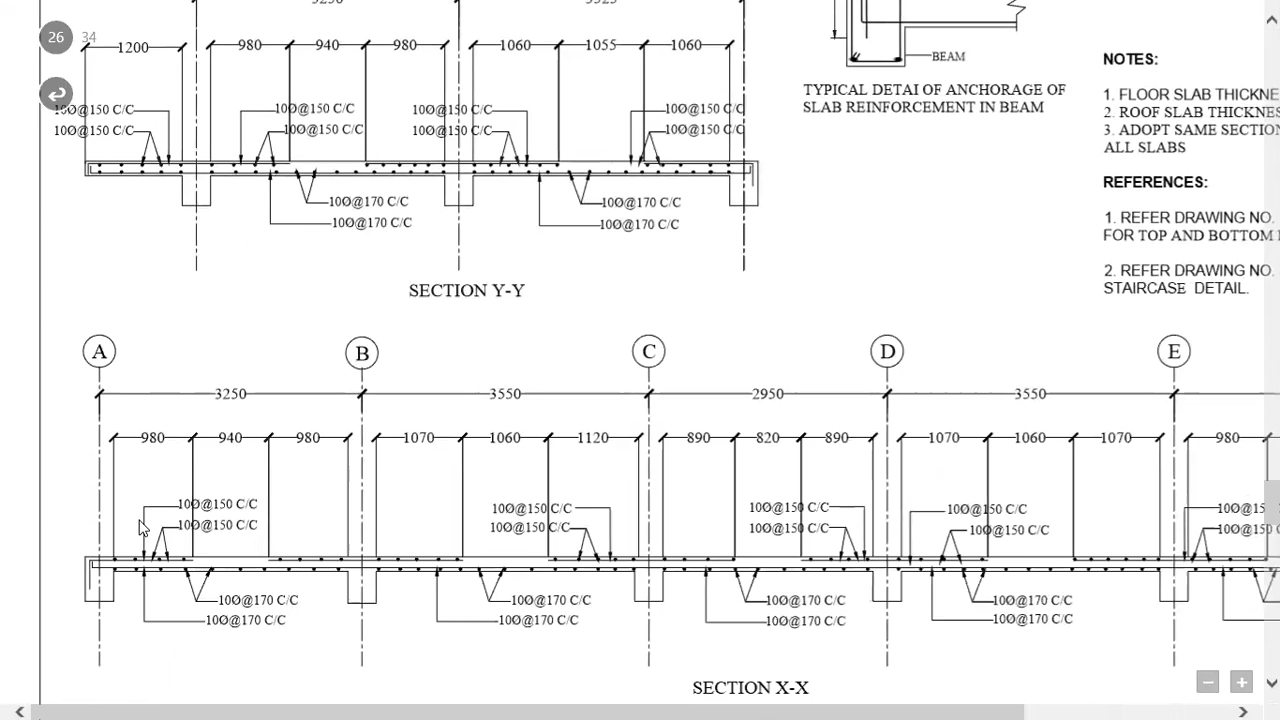 26 34
1200
980
940
980
1060
1055
1060
10Ø@150 C/C
10Ø@150 C/C
10Ø@150 C/C
10Ø@150 C/C
10Ø@150 C/C
10Ø@150 C/C
10Ø@150 C/C
10Ø@150 C/C
10Ø@170 C/C
10Ø@170 C/C
10Ø@170 C/C
10Ø@170 C/C
SECTION Y-Y
BEAM
TYPICAL DETAI OF ANCHORAGE OF
SLAB REINFORCEMENT IN BEAM
NOTES:
1. FLOOR SLAB THICKNE
2. ROOF SLAB THICKNES
3. ADOPT SAME SECTION
ALL SLABS
REFERENCES:
1. REFER DRAWING NO.
FOR TOP AND BOTTOM
2. REFER DRAWING NO.
STAIRCASE DETAIL.
A
B
C
D
E
3250
3550
2950
3550
980
940
980
1070
1060
1120
890
820
890
1070
1060
1070
980
10Ø@150 C/C
10Ø@150 C/C
10Ø@150 C/C
10Ø@150 C/C
10Ø@150 C/C
10Ø@150 C/C
10Ø@150 C/C
10Ø@150 C/C
10Ø@15
10Ø@150
10Ø@170 C/C
10Ø@170 C/C
10Ø@170 C/C
10Ø@170 C/C
10Ø@170 C/C
10Ø@170 C/C
10Ø@170 C/C
10Ø@170 C/C
SECTION X-X